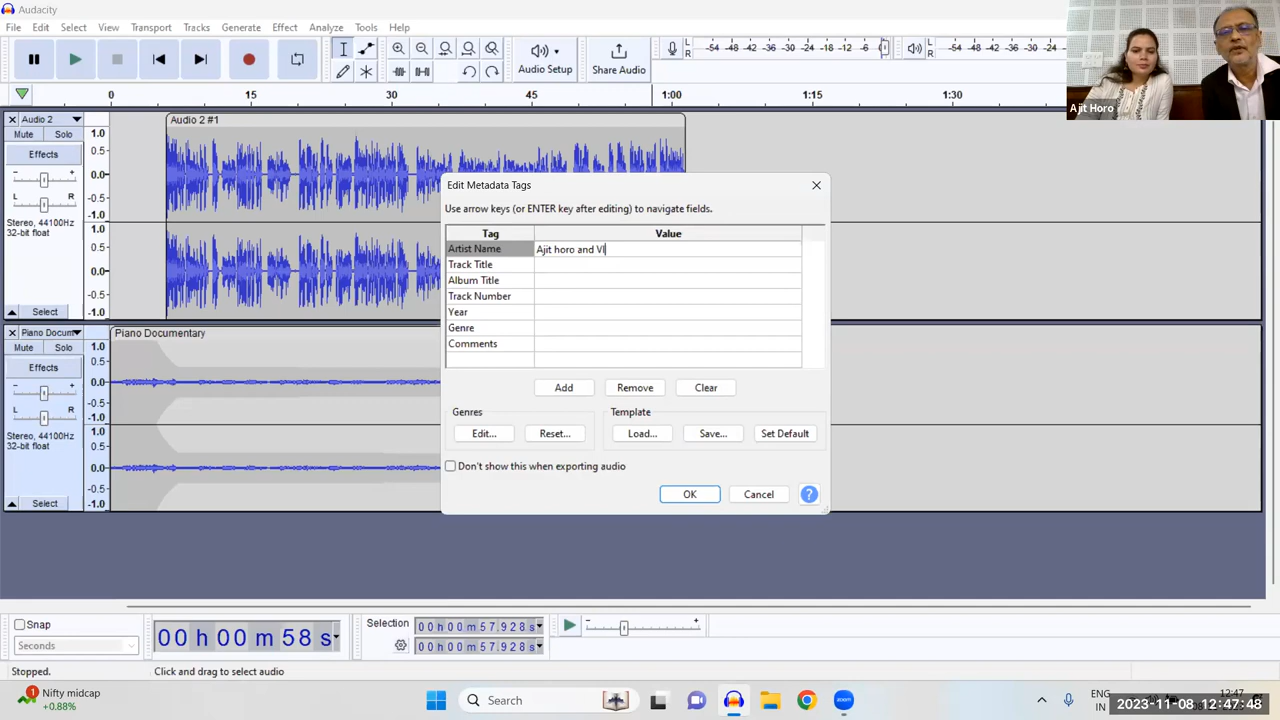 Audacity
File Edit Select View Transport Tracks Generate Effect Analyze Tools Help
Audio Setup
Share Audio
L R -54 -48 -42 -36 -30 -24 -18 -12 -6
L R -54 -48 -42 -36 -30 -24
0 15 30 45 1:00 1:15 1:30
Ajit Horo
Audio 2
Audio 2 #1
Mute Solo
Effects
- +
L R
Stereo, 44100Hz
32-bit float
Select
1.0
0.5
0.0
-0.5
-1.0
1.0
0.5
0.0
-0.5
-1.0
Piano Docum
Piano Documentary
Mute Solo
Effects
- +
L R
Stereo, 44100Hz
32-bit float
Select
1.0
0.5
0.0
-0.5
-1.0
1.0
0.5
0.0
-0.5
-1.0
Edit Metadata Tags
Use arrow keys (or ENTER key after editing) to navigate fields.
Tag Value
Artist Name Ajit horo and VI
Track Title
Album Title
Track Number
Year
Genre
Comments
Add Remove Clear
Genres Template
Edit... Reset... Load... Save... Set Default
Don't show this when exporting audio
OK Cancel ?
Snap
Seconds
00 h 00 m 58 s
Selection
00 h 00 m 57.928 s
00 h 00 m 57.928 s
- +
Stopped. Click and drag to select audio
1
Nifty midcap
+0.88%
Search
zoom
ENG
IN
12:47
2023-11-08 12:47:48